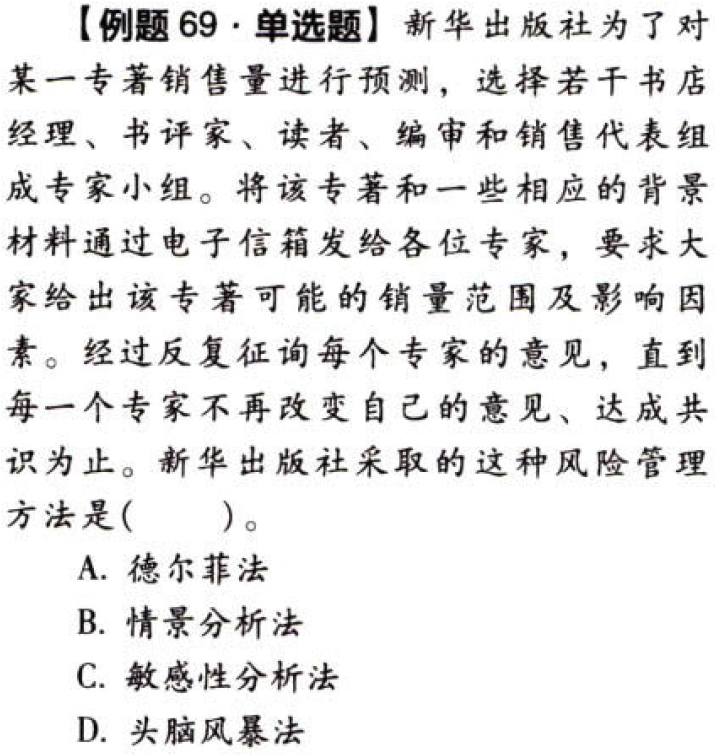 【例题 69·单选题】新华出版社为了对
某一专著销售量进行预测，选择若干书店
经理、书评家、读者、编审和销售代表组
成专家小组。将该专著和一些相应的背景
材料通过电子信箱发给各位专家，要求大
家给出该专著可能的销量范围及影响因
素。经过反复征询每个专家的意见，直到
每一个专家不再改变自己的意见、达成共
识为止。新华出版社采取的这种风险管理
方法是(　　)。
A. 德尔菲法
B. 情景分析法
C. 敏感性分析法
D. 头脑风暴法